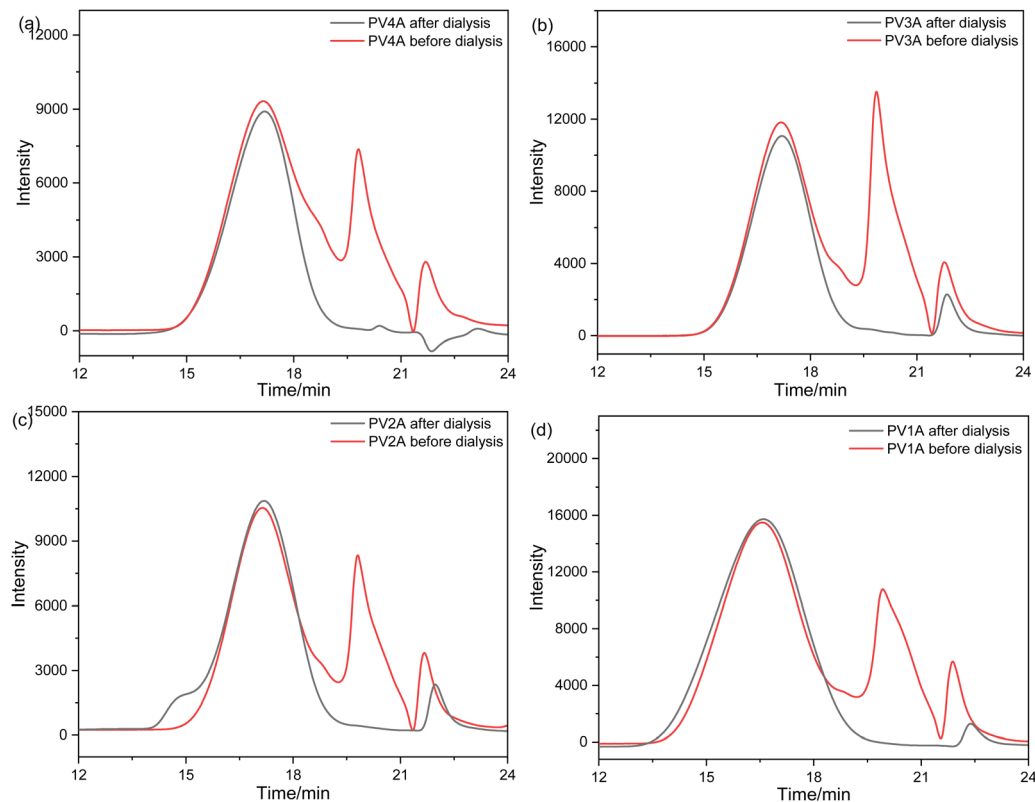 (a)
PV4A after dialysis
PV4A before dialysis
12000
9000
6000
3000
0
Intensity
12 15 18 21 24
Time/min
(b)
PV3A after dialysis
PV3A before dialysis
16000
12000
8000
4000
0
Intensity
12 15 18 21 24
Time/min
(c)
PV2A after dialysis
PV2A before dialysis
15000
12000
9000
6000
3000
0
Intensity
12 15 18 21 24
Time/min
(d)
PV1A after dialysis
PV1A before dialysis
20000
16000
12000
8000
4000
0
Intensity
12 15 18 21 24
Time/min